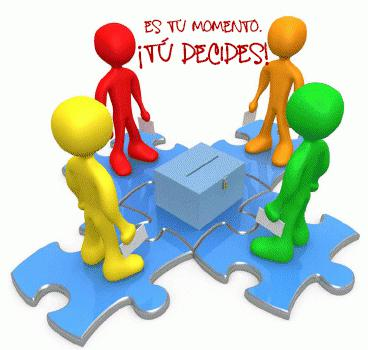 ES TU MOMENTO.
¡TÚ DECIDES!